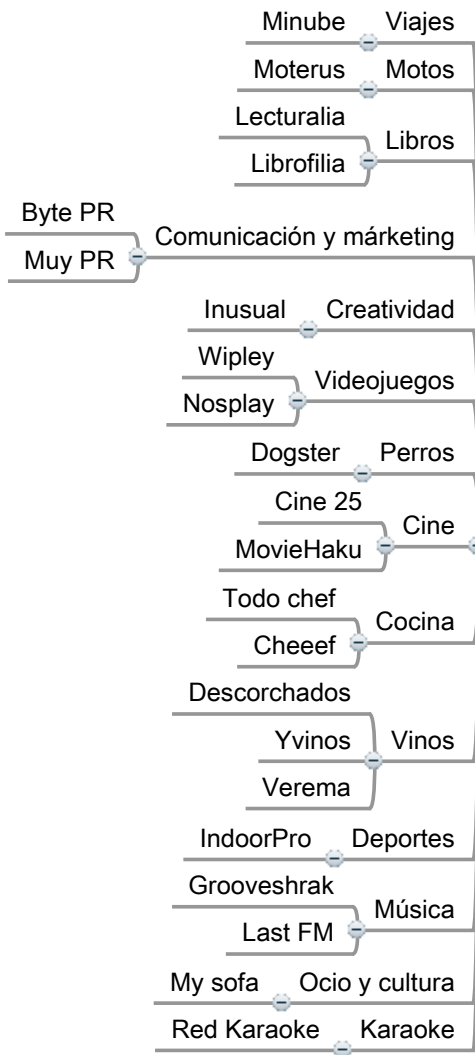 Minube Viajes
Moterus Motos
Lecturalia
Libros
Librofilia
Byte PR
Comunicación y márketing
Muy PR
Inusual Creatividad
Wipley
Videojuegos
Nosplay
Dogster Perros
Cine 25
Cine
MovieHaku
Todo chef
Cocina
Cheeef
Descorchados
Yvinos Vinos
Verema
IndoorPro Deportes
Grooveshrak
Música
Last FM
My sofa Ocio y cultura
Red Karaoke Karaoke